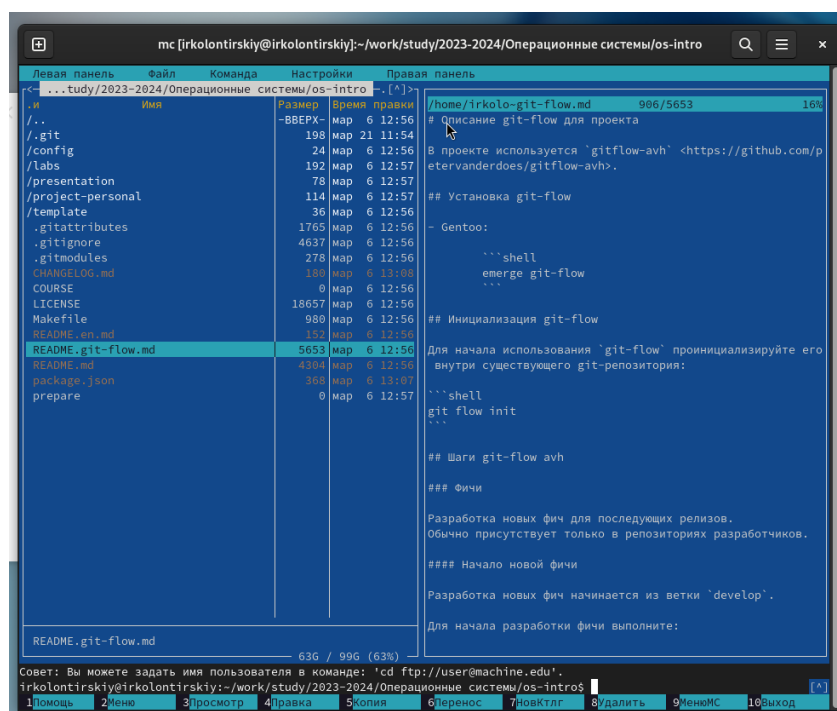 mc [irkolontirskiy@irkolontirskiy]:~/work/study/2023-2024/Операционные системы/os-intro
Левая панель Файл Команда Настройки Правая панель
<— ...tudy/2023-2024/Операционные системы/os-intro —.[^]>
.и Имя Размер Время правки
/.. -ВВЕРХ- мар 6 12:56
/.git 198 мар 21 11:54
/config 24 мар 6 12:56
/labs 192 мар 6 12:57
/presentation 78 мар 6 12:57
/project-personal 114 мар 6 12:57
/template 36 мар 6 12:56
.gitattributes 1765 мар 6 12:56
.gitignore 4637 мар 6 12:56
.gitmodules 278 мар 6 12:56
CHANGELOG.md 180 мар 6 13:08
COURSE 0 мар 6 12:56
LICENSE 18657 мар 6 12:56
Makefile 980 мар 6 12:56
README.en.md 152 мар 6 12:56
README.git-flow.md 5653 мар 6 12:56
README.md 4304 мар 6 12:56
package.json 368 мар 6 13:07
prepare 0 мар 6 12:57
README.git-flow.md
63G / 99G (63%)
/home/irkolo~git-flow.md 906/5653 16%
# Описание git-flow для проекта
В проекте используется `gitflow-avh` <https://github.com/p
etervanderdoes/gitflow-avh>.
## Установка git-flow
- Gentoo:
```shell
emerge git-flow
```
## Инициализация git-flow
Для начала использования `git-flow` проинициализируйте его
внутри существующего git-репозитория:
```shell
git flow init
```
## Шаги git-flow avh
### Фичи
Разработка новых фич для последующих релизов.
Обычно присутствует только в репозиториях разработчиков.
#### Начало новой фичи
Разработка новых фич начинается из ветки `develop`.
Для начала разработки фичи выполните:
Совет: Вы можете задать имя пользователя в команде: 'cd ftp://user@machine.edu'.
irkolontirskiy@irkolontirskiy:~/work/study/2023-2024/Операционные системы/os-intro$ [^]
1Помощь 2Меню 3Просмотр 4Правка 5Копия 6Перенос 7НовКтлг 8Удалить 9МенюМС 10Выход